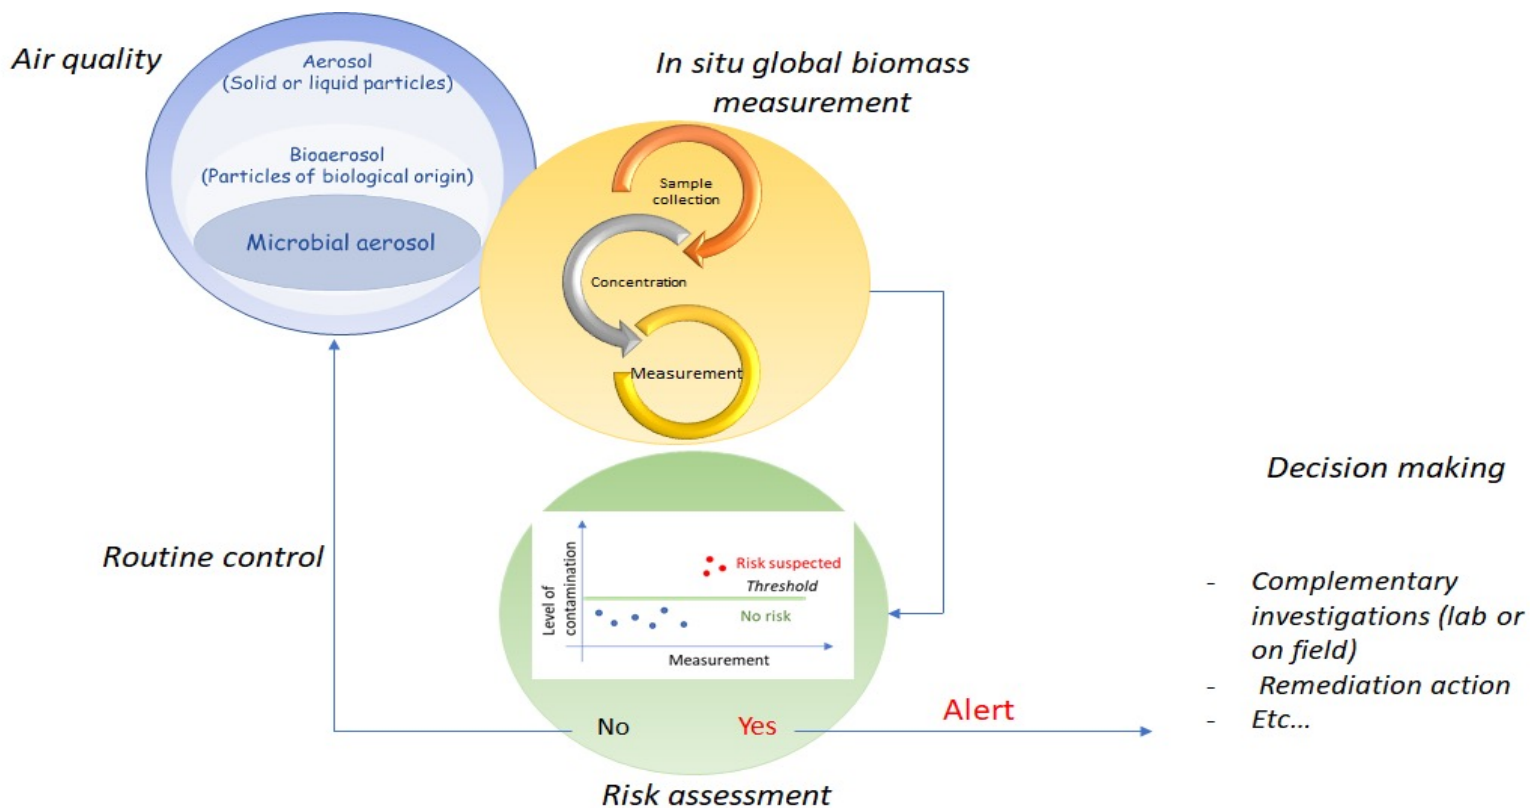 Air quality
Aerosol
(Solid or liquid particles)
Bioaerosol
(Particles of biological origin)
Microbial aerosol
In situ global biomass
measurement
Sample
collection
Concentration
Measurement
Routine control
Level of
contamination
Risk suspected
Threshold
No risk
Measurement
No
Yes
Alert
Risk assessment
Decision making
- Complementary
investigations (lab or
on field)
- Remediation action
- Etc...